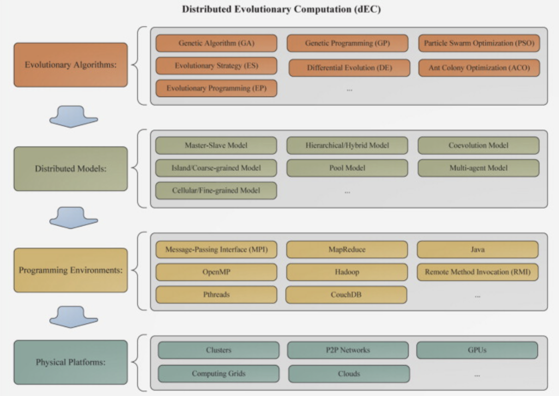 Distributed Evolutionary Computation (dEC)
Evolutionary Algorithms:
Genetic Algorithm (GA)
Genetic Programming (GP)
Particle Swarm Optimization (PSO)
Evolutionary Strategy (ES)
Differential Evolution (DE)
Ant Colony Optimization (ACO)
Evolutionary Programming (EP)
...
Distributed Models:
Master-Slave Model
Hierarchical/Hybrid Model
Coevolution Model
Island/Course-grained Model
Pool Model
Multi-agent Model
Cellular/Fine-grained Model
...
Programming Environments:
Message-Passing Interface (MPI)
MapReduce
Java
OpenMP
Hadoop
Remote Method Invocation (RMI)
Pthreads
CouchDB
...
Physical Platforms:
Clusters
P2P Networks
GPUs
Computing Grids
Clouds
...